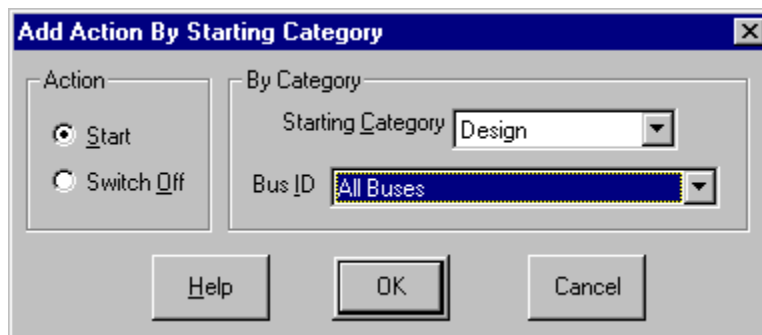 Add Action By Starting Category
Action
Start
Switch Off
By Category
Starting Category Design
Bus ID All Buses
Help OK Cancel